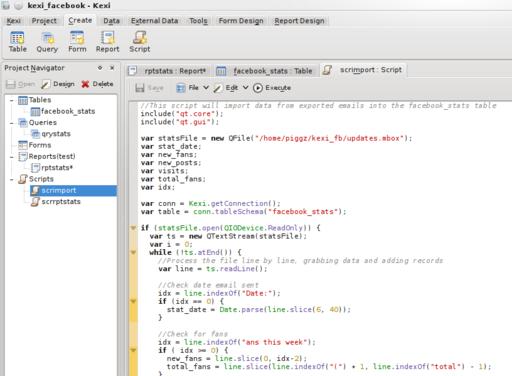 kexi_facebook - Kexi
Kexi Project Create Data External Data Tools Form Design Report Design
Table Query Form Report Script
Project Navigator
Open Design Delete
Tables
facebook_stats
Queries
qrystats
Forms
Reports(test)
rptstats*
Scripts
scrimport
scrrptstats
rptstats : Report* facebook_stats : Table scrimport : Script
Save File Edit Execute
//This script will import data from exported emails into the facebook_stats table
include("qt.core");
include("qt.gui");
var statsFile = new QFile("/home/piggz/kexi_fb/updates.mbox");
var stat_date;
var new_fans;
var new_posts;
var visits;
var total_fans;
var idx;
var conn = Kexi.getConnection();
var table = conn.tableSchema("facebook_stats");
if (statsFile.open(QIODevice.ReadOnly)) {
var ts = new QTextStream(statsFile);
var i = 0;
while (!ts.atEnd()) {
//Process the file line by line, grabbing data and adding records
var line = ts.readLine();
//Check date email sent
idx = line.indexOf("Date:");
if (idx == 0) {
stat_date = Date.parse(line.slice(6, 40));
}
//Check for fans
idx = line.indexOf("ans this week");
if ( idx >= 0) {
new_fans = line.slice(0, idx-2);
total_fans = line.slice(line.indexOf("(") + 1, line.indexOf("total") - 1);
}